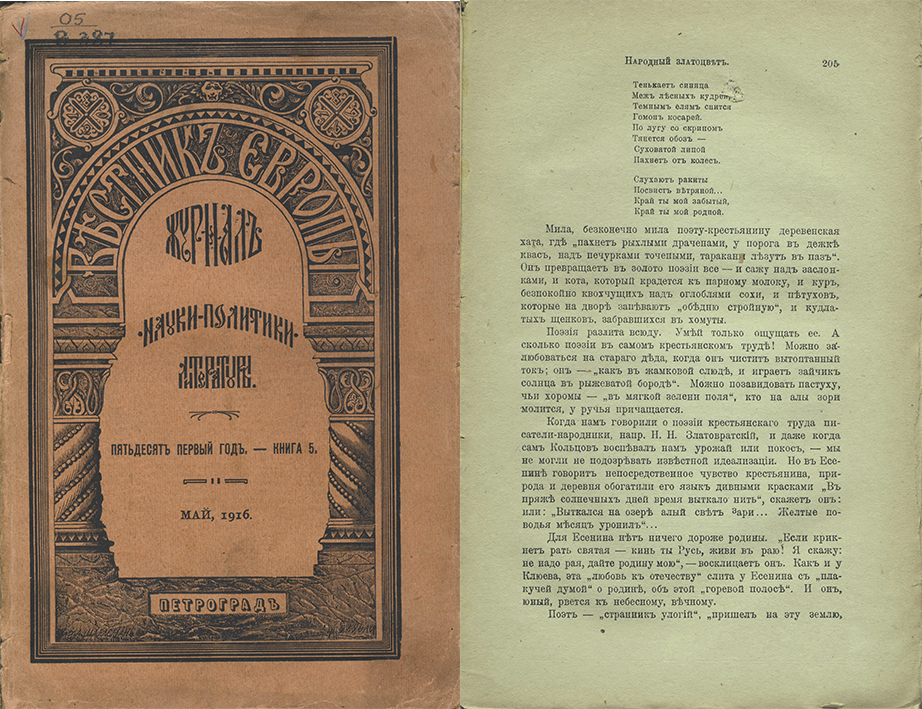 05
В 387
ВѢСТНИКЪ ЕВРОПЫ
ЖУРНАЛЪ
НАУКИ-ПОЛИТИКИ-
ЛИТЕРАТУРЫ.
ПЯТЬДЕСЯТЪ ПЕРВЫЙ ГОДЪ. — КНИГА 5.
МАЙ, 1916.
ПЕТРОГРАДЪ
Народный златоцвѣтъ. 205
Тенькаетъ синица
Межъ лѣсныхъ кудрей,
Темнымъ елямъ снится
Гомонъ косарей.
По лугу со скрипомъ
Тянется обозъ —
Суховатой липой
Пахнетъ отъ колесъ.
Слухаютъ ракиты
Посвистъ вѣтряной...
Край ты мой забытый,
Край ты мой родной.
Мила, безконечно мила поэту-крестьянину деревенская
хата, гдѣ „пахнетъ рыхлыми драченами, у порога въ дежкѣ
квасъ, надъ печурками точеными, тараканы лѣзутъ въ пазъ“.
Онъ превращаетъ въ золото поэзіи все — и сажу надъ заслон-
ками, и кота, который крадется къ парному молоку, и куръ,
безпокойно квохчущихъ надъ оглоблями сохи, и пѣтуховъ,
которые на дворѣ запѣваютъ „обѣдню стройную“, и кудла-
тыхъ щенковъ, забравшихся въ хомуты.
Поэзія разлита всюду. Умѣй только ощущать ее. А
сколько поэзіи въ самомъ крестьянскомъ трудѣ! Можно за-
любоваться на стараго дѣда, когда онъ чиститъ вытоптанный
токъ; онъ — „какъ въ жамковой слюдѣ, и играетъ зайчикъ
солнца въ рыжеватой бородѣ“. Можно позавидовать пастуху,
чьи хоромы — „въ мягкой зелени поля“, кто на алы зори
молится, у ручья причащается.
Когда намъ говорили о поэзіи крестьянскаго труда пи-
сатели-народники, напр. Н. Н. Златовратскій, и даже когда
самъ Кольцовъ воспѣвалъ намъ урожай или покосъ, — мы
не могли не подозрѣвать извѣстной идеализаціи. Но въ Есе-
нинѣ говоритъ непосредственное чувство крестьянина, при-
рода и деревня обогатили его языкъ дивными красками „Въ
пряжѣ солнечныхъ дней время выткало нить“, скажетъ онъ:
или: „Выткался на озерѣ алый свѣтъ зари... Желтые по-
водья мѣсяцъ уронилъ“...
Для Есенина нѣтъ ничего дороже родины. „Если крик-
нетъ рать святая — кинь ты Русь, живи въ раю! Я скажу:
не надо рая, дайте родину мою“, — восклицаетъ онъ. Какъ и у
Клюева, эта „любовь къ отечеству“ слита у Есенина съ „пла-
кучей думой“ о родинѣ, объ этой „горевой полосѣ“. И онъ,
юный, рвется къ небесному, вѣчному.
Поэтъ — „странникъ улогій“, „пришелъ на эту землю,